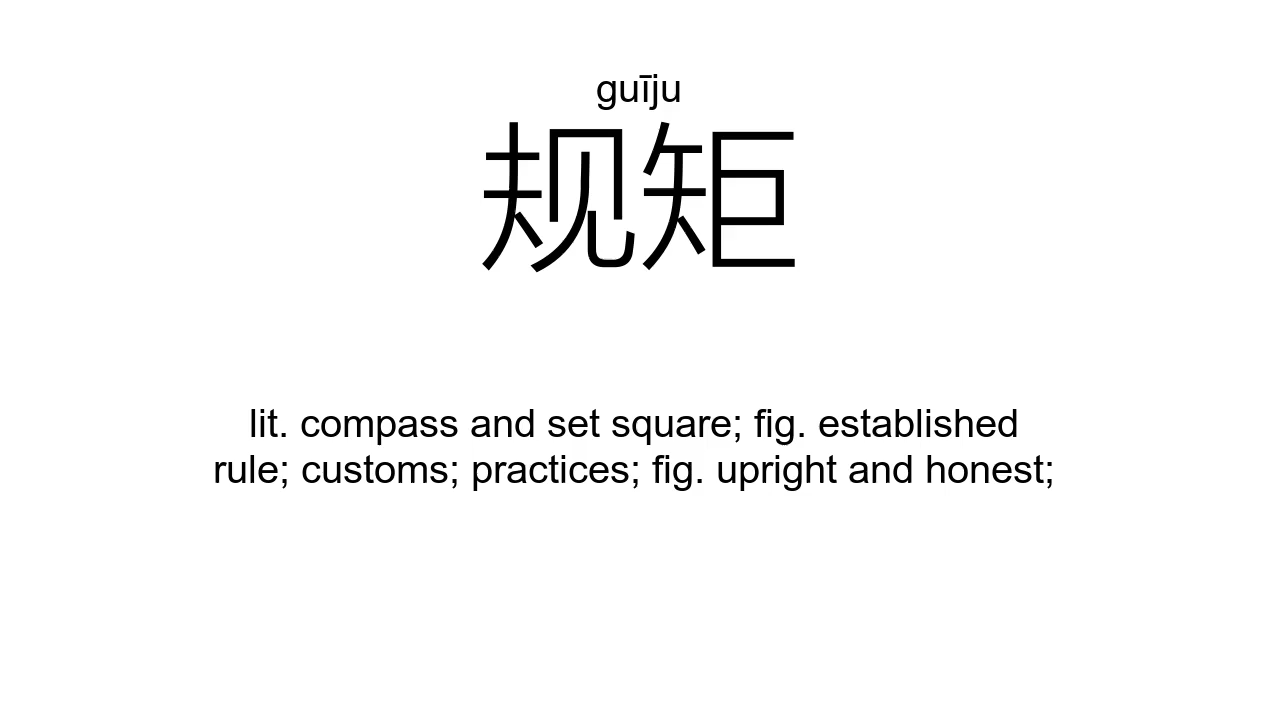 guīju
规矩
lit. compass and set square; fig. established
rule; customs; practices; fig. upright and honest;